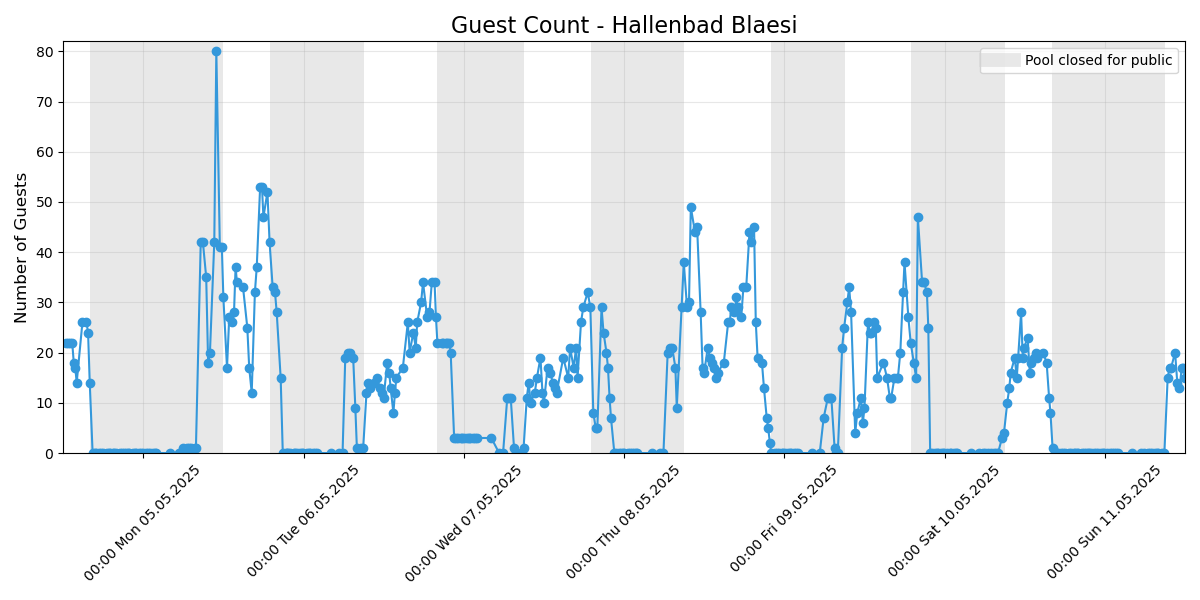 Guest Count - Hallenbad Blaesi
Pool closed for public
Number of Guests
80
70
60
50
40
30
20
10
0
00:00 Mon 05.05.2025
00:00 Tue 06.05.2025
00:00 Wed 07.05.2025
00:00 Thu 08.05.2025
00:00 Fri 09.05.2025
00:00 Sat 10.05.2025
00:00 Sun 11.05.2025